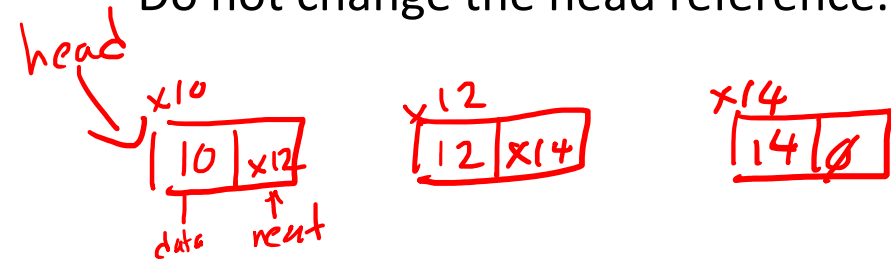 Do not change the head reference.
head
x10 x12 x14
10 x12 12 x14 14 ∅
data next